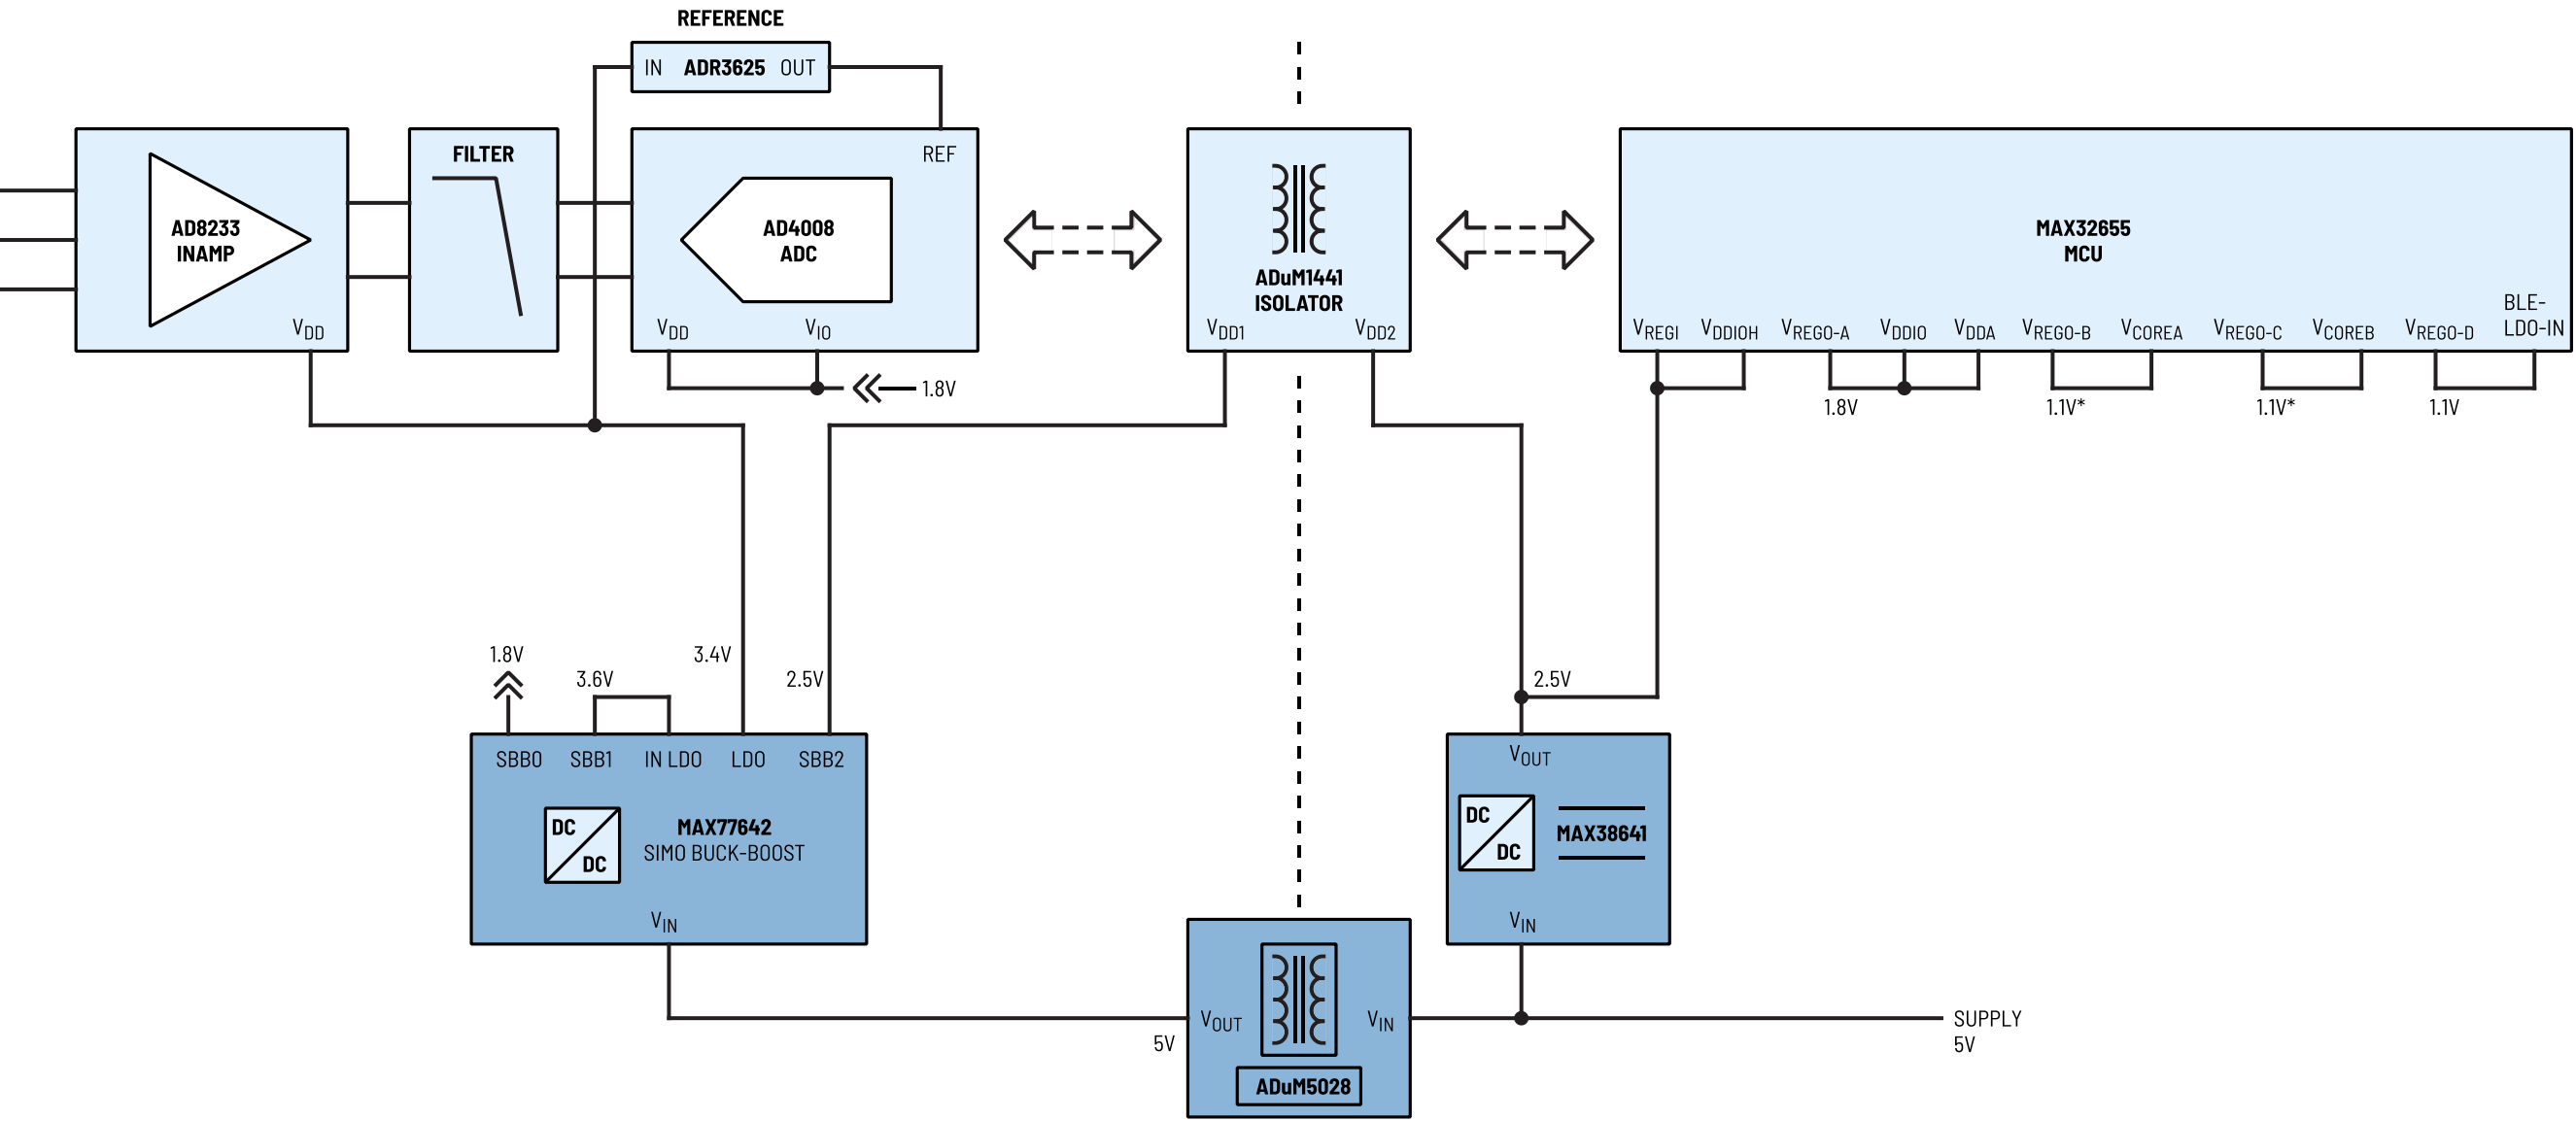 REFERENCE
IN ADR3625 OUT
REF
FILTER
AD8233
INAMP
AD4008
ADC
ADuM1441
ISOLATOR
MAX32655
MCU
VDD
VDD
VIO
VDD1
VDD2
VREGI
VDDIOH
VREGO-A
VDDIO
VDDA
VREGO-B
VCOREA
VREGO-C
VCOREB
VREGO-D
BLE-
LDO-IN
1.8V
1.8V
1.1V*
1.1V*
1.1V
1.8V
3.6V
3.4V
2.5V
2.5V
SBB0
SBB1
IN LDO
LDO
SBB2
DC
DC
MAX77642
SIMO BUCK-BOOST
VIN
VOUT
DC
DC
MAX38641
VIN
VOUT
VIN
5V
ADuM5028
SUPPLY
5V